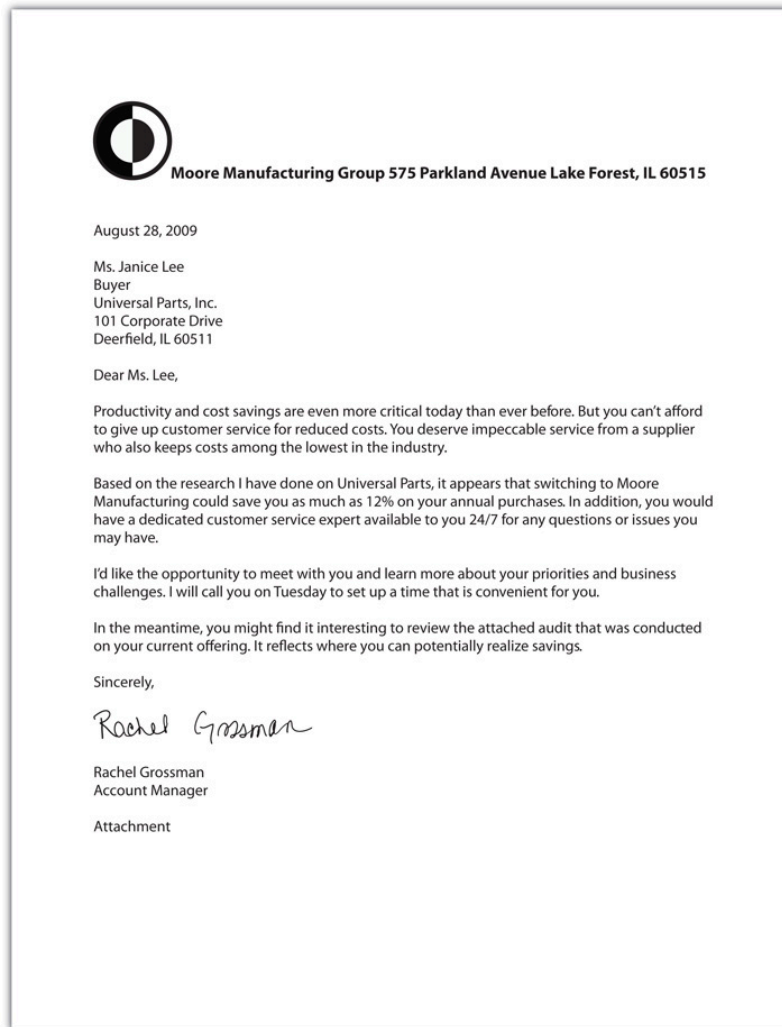 Moore Manufacturing Group 575 Parkland Avenue Lake Forest, IL 60515
August 28, 2009
Ms. Janice Lee
Buyer
Universal Parts, Inc.
101 Corporate Drive
Deerfield, IL 60511
Dear Ms. Lee,
Productivity and cost savings are even more critical today than ever before. But you can’t afford
to give up customer service for reduced costs. You deserve impeccable service from a supplier
who also keeps costs among the lowest in the industry.
Based on the research I have done on Universal Parts, it appears that switching to Moore
Manufacturing could save you as much as 12% on your annual purchases. In addition, you would
have a dedicated customer service expert available to you 24/7 for any questions or issues you
may have.
I’d like the opportunity to meet with you and learn more about your priorities and business
challenges. I will call you on Tuesday to set up a time that is convenient for you.
In the meantime, you might find it interesting to review the attached audit that was conducted
on your current offering. It reflects where you can potentially realize savings.
Sincerely,
Rachel Grossman
Rachel Grossman
Account Manager
Attachment